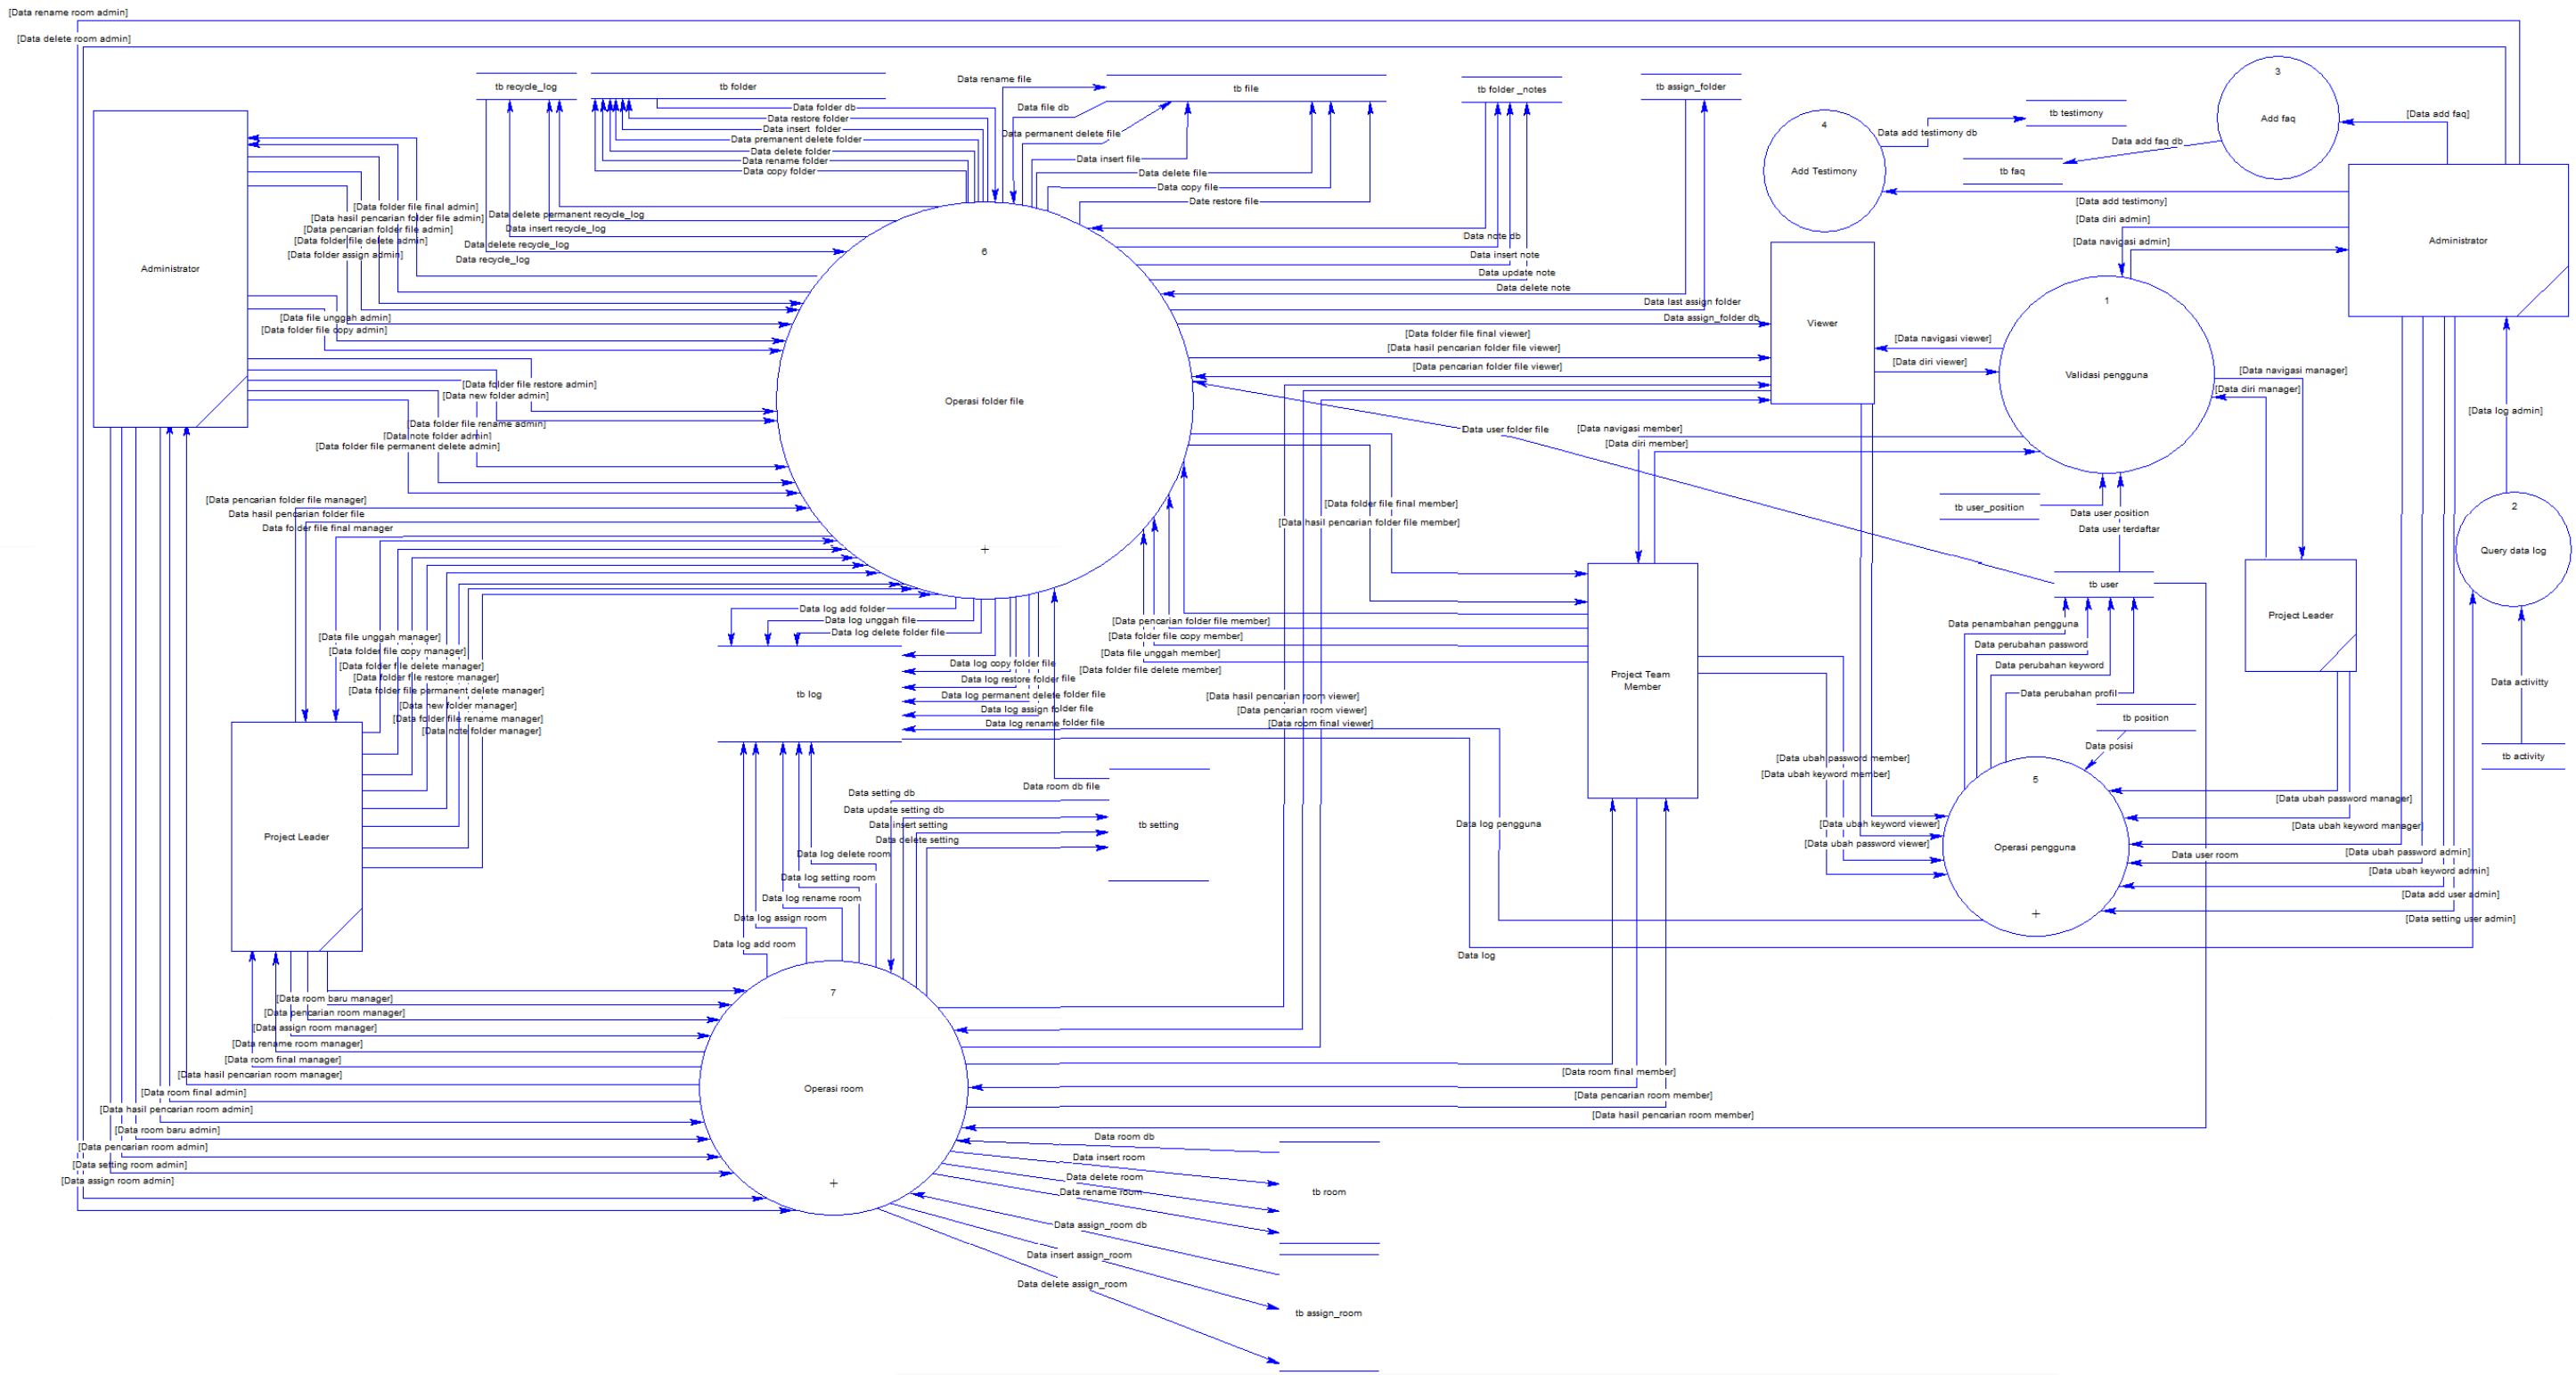 [Data rename room admin]
[Data delete room admin]
tb recycle_log
tb folder
Data rename file
tb file
tb folder _notes
tb assign_folder
3
Add faq
4
Add Testimony
Data add testimony db
tb testimony
Data add faq db
tb faq
[Data add faq]
[Data add testimony]
[Data diri admin]
[Data navigasi admin]
Administrator
Data folder db
Data restore folder
Data insert  folder
Data premanent delete folder
Data delete folder
Data rename folder
Data copy folder
Data file db
Data permanent delete file
Data insert file
Data delete file
Data copy file
Date restore file
Administrator
[Data folder file final admin]
[Data hasil pencarian folder file admin]
[Data pencarian folder file admin]
[Data folder file delete admin]
[Data folder assign admin]
Data delete permanent recycle_log
Data insert recycle_log
Data delete recycle_log
Data recycle_log
6
Operasi folder file
+
Data note db
Data insert note
Data update note
Data delete note
Data last assign folder
Data assign_folder db
[Data folder file final viewer]
[Data hasil pencarian folder file viewer]
[Data pencarian folder file viewer]
Viewer
1
Validasi pengguna
[Data navigasi viewer]
[Data diri viewer]
[Data navigasi manager]
[Data diri manager]
[Data log admin]
[Data file unggah admin]
[Data folder file copy admin]
[Data folder file restore admin]
[Data new folder admin]
[Data folder file rename admin]
[Data note folder admin]
[Data folder file permanent delete admin]
Data user folder file
[Data navigasi member]
[Data diri member]
[Data pencarian folder file manager]
Data hasil pencarian folder file
Data folder file final manager
[Data folder file final member]
[Data hasil pencarian folder file member]
tb user_position
Data user position
Data user terdaftar
2
Query data log
tb user
Project Leader
Data log add folder
Data log unggah file
Data log delete folder file
[Data pencarian folder file member]
[Data folder file copy member]
[Data file unggah member]
[Data folder file delete member]
Project Team
Member
Data penambahan pengguna
Data perubahan password
Data perubahan keyword
Data perubahan profil
[Data file unggah manager]
[Data folder file copy manager]
[Data folder file delete manager]
[Data folder file restore manager]
[Data folder file permanent delete manager]
[Data new folder manager]
[Data folder file rename manager]
[Data note folder manager]
tb log
Data log copy folder file
Data log restore folder file
Data log permanent delete folder file
Data log assign folder file
Data log rename folder file
[Data hasil pencarian room viewer]
[Data pencarian room viewer]
[Data room final viewer]
Data activitty
tb activity
tb position
Data posisi
[Data ubah password member]
[Data ubah keyword member]
5
Operasi pengguna
+
[Data ubah keyword viewer]
[Data ubah password viewer]
[Data ubah password manager]
[Data ubah keyword manager]
[Data ubah password admin]
Data user room
[Data ubah keyword admin]
[Data add user admin]
[Data setting user admin]
Project Leader
Data room db file
Data setting db
Data update setting db
Data insert setting
Data delete setting
tb setting
Data log pengguna
Data log
Data log delete room
Data log setting room
Data log rename room
Data log assign room
Data log add room
7
Operasi room
+
[Data room baru manager]
[Data pencarian room manager]
[Data assign room manager]
[Data rename room manager]
[Data room final manager]
[Data hasil pencarian room manager]
[Data room final admin]
[Data hasil pencarian room admin]
[Data room baru admin]
[Data pencarian room admin]
[Data setting room admin]
[Data assign room admin]
[Data room final member]
[Data pencarian room member]
[Data hasil pencarian room member]
Data room db
Data insert room
Data delete room
Data rename room
tb room
Data assign_room db
Data insert assign_room
Data delete assign_room
tb assign_room